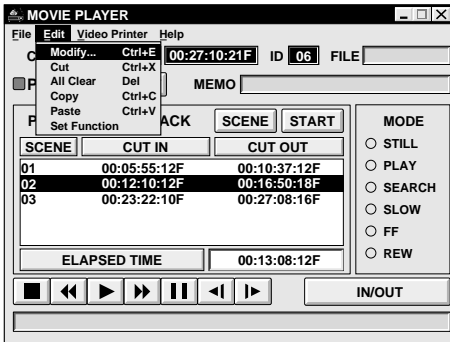 MOVIE PLAYER
File Edit Video Printer Help
C 00:27:10:21F ID 06 FILE
Modify... Ctrl+E
Cut Ctrl+X
All Clear Del
Copy Ctrl+C
Paste Ctrl+V
Set Function
P MEMO
P ACK SCENE START
SCENE CUT IN CUT OUT
01 00:05:55:12F 00:10:37:12F
02 00:12:10:12F 00:16:50:18F
03 00:23:22:10F 00:27:08:16F
ELAPSED TIME 00:13:08:12F
MODE
STILL
PLAY
SEARCH
SLOW
FF
REW
IN/OUT